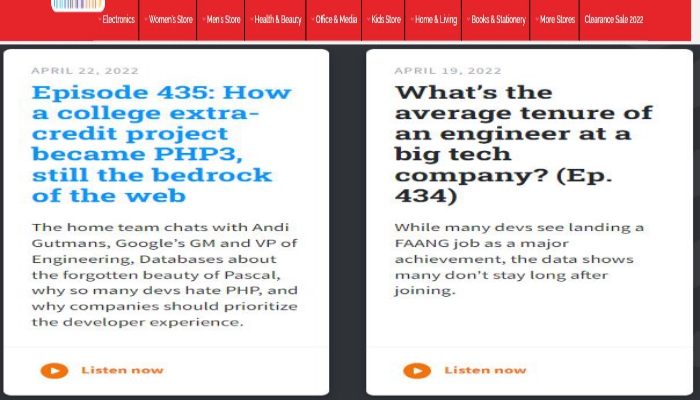 Electronics Women's Store Men's Store Health & Beauty Office & Media Kids Store Home & Living Books & Stationery More Stores Clearance Sale 2022
APRIL 22, 2022
Episode 435: How
a college extra-
credit project
became PHP3,
still the bedrock
of the web
The home team chats with Andi
Gutmans, Google's GM and VP of
Engineering, Databases about
the forgotten beauty of Pascal,
why so many devs hate PHP, and
why companies should prioritize
the developer experience.
Listen now
APRIL 19, 2022
What's the
average tenure of
an engineer at a
big tech
company? (Ep.
434)
While many devs see landing a
FAANG job as a major
achievement, the data shows
many don't stay long after
joining.
Listen now